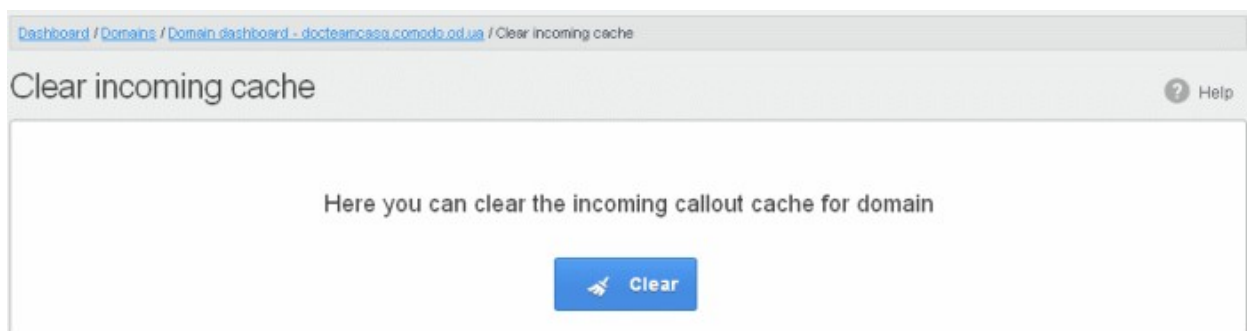 Dashboard / Domains / Domain dashboard - docteamcasg.comodo.od.ua / Clear incoming cache
Clear incoming cache
? Help
Here you can clear the incoming callout cache for domain
Clear